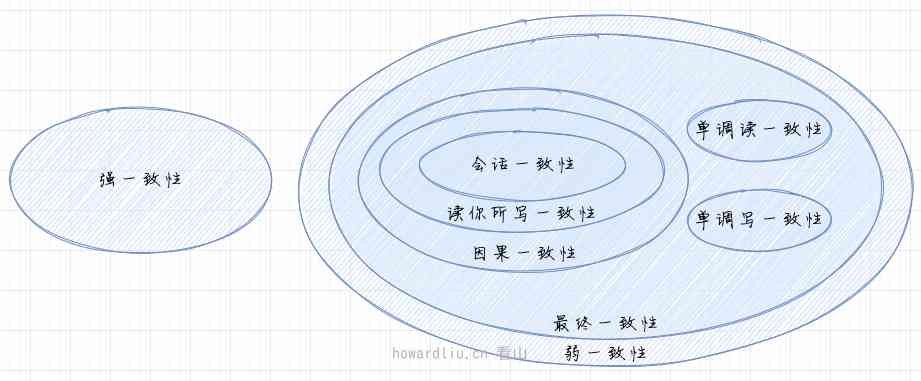 强一致性
会话一致性
读你所写一致性
因果一致性
单调读一致性
单调写一致性
最终一致性
弱一致性
howardliu.cn 看山